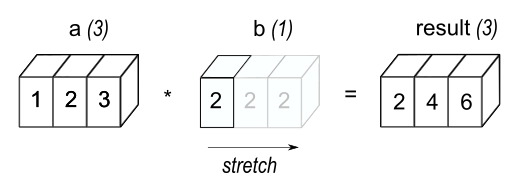 a (3) b (1) result (3)
1 2 3 * 2 2 2 = 2 4 6
stretch